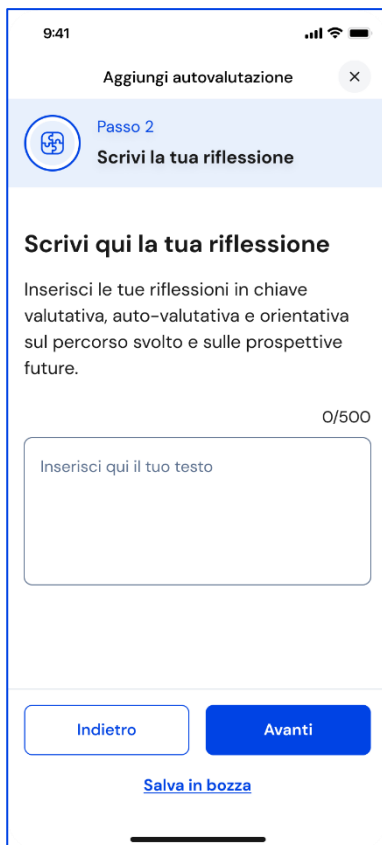 9:41
Aggiungi autovalutazione
Passo 2
Scrivi la tua riflessione
Scrivi qui la tua riflessione
Inserisci le tue riflessioni in chiave
valutativa, auto-valutativa e orientativa
sul percorso svolto e sulle prospettive
future.
0/500
Inserisci qui il tuo testo
Indietro
Avanti
Salva in bozza